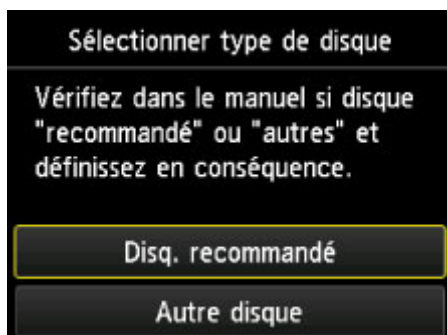 Sélectionner type de disque
Vérifiez dans le manuel si disque
"recommandé" ou "autres" et
définissez en conséquence.
Disq. recommandé
Autre disque